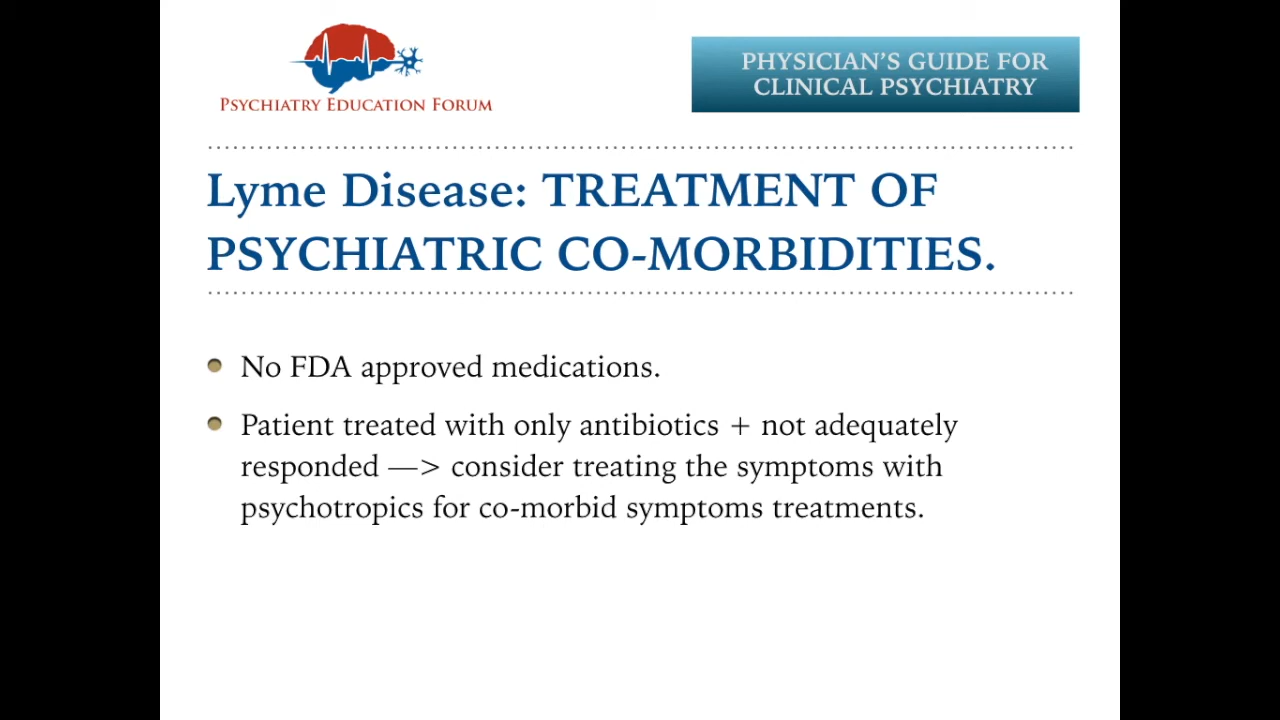 PSYCHIATRY EDUCATION FORUM
PHYSICIAN'S GUIDE FOR
CLINICAL PSYCHIATRY
Lyme Disease: TREATMENT OF
PSYCHIATRIC CO-MORBIDITIES.
No FDA approved medications.
Patient treated with only antibiotics + not adequately
responded —> consider treating the symptoms with
psychotropics for co-morbid symptoms treatments.